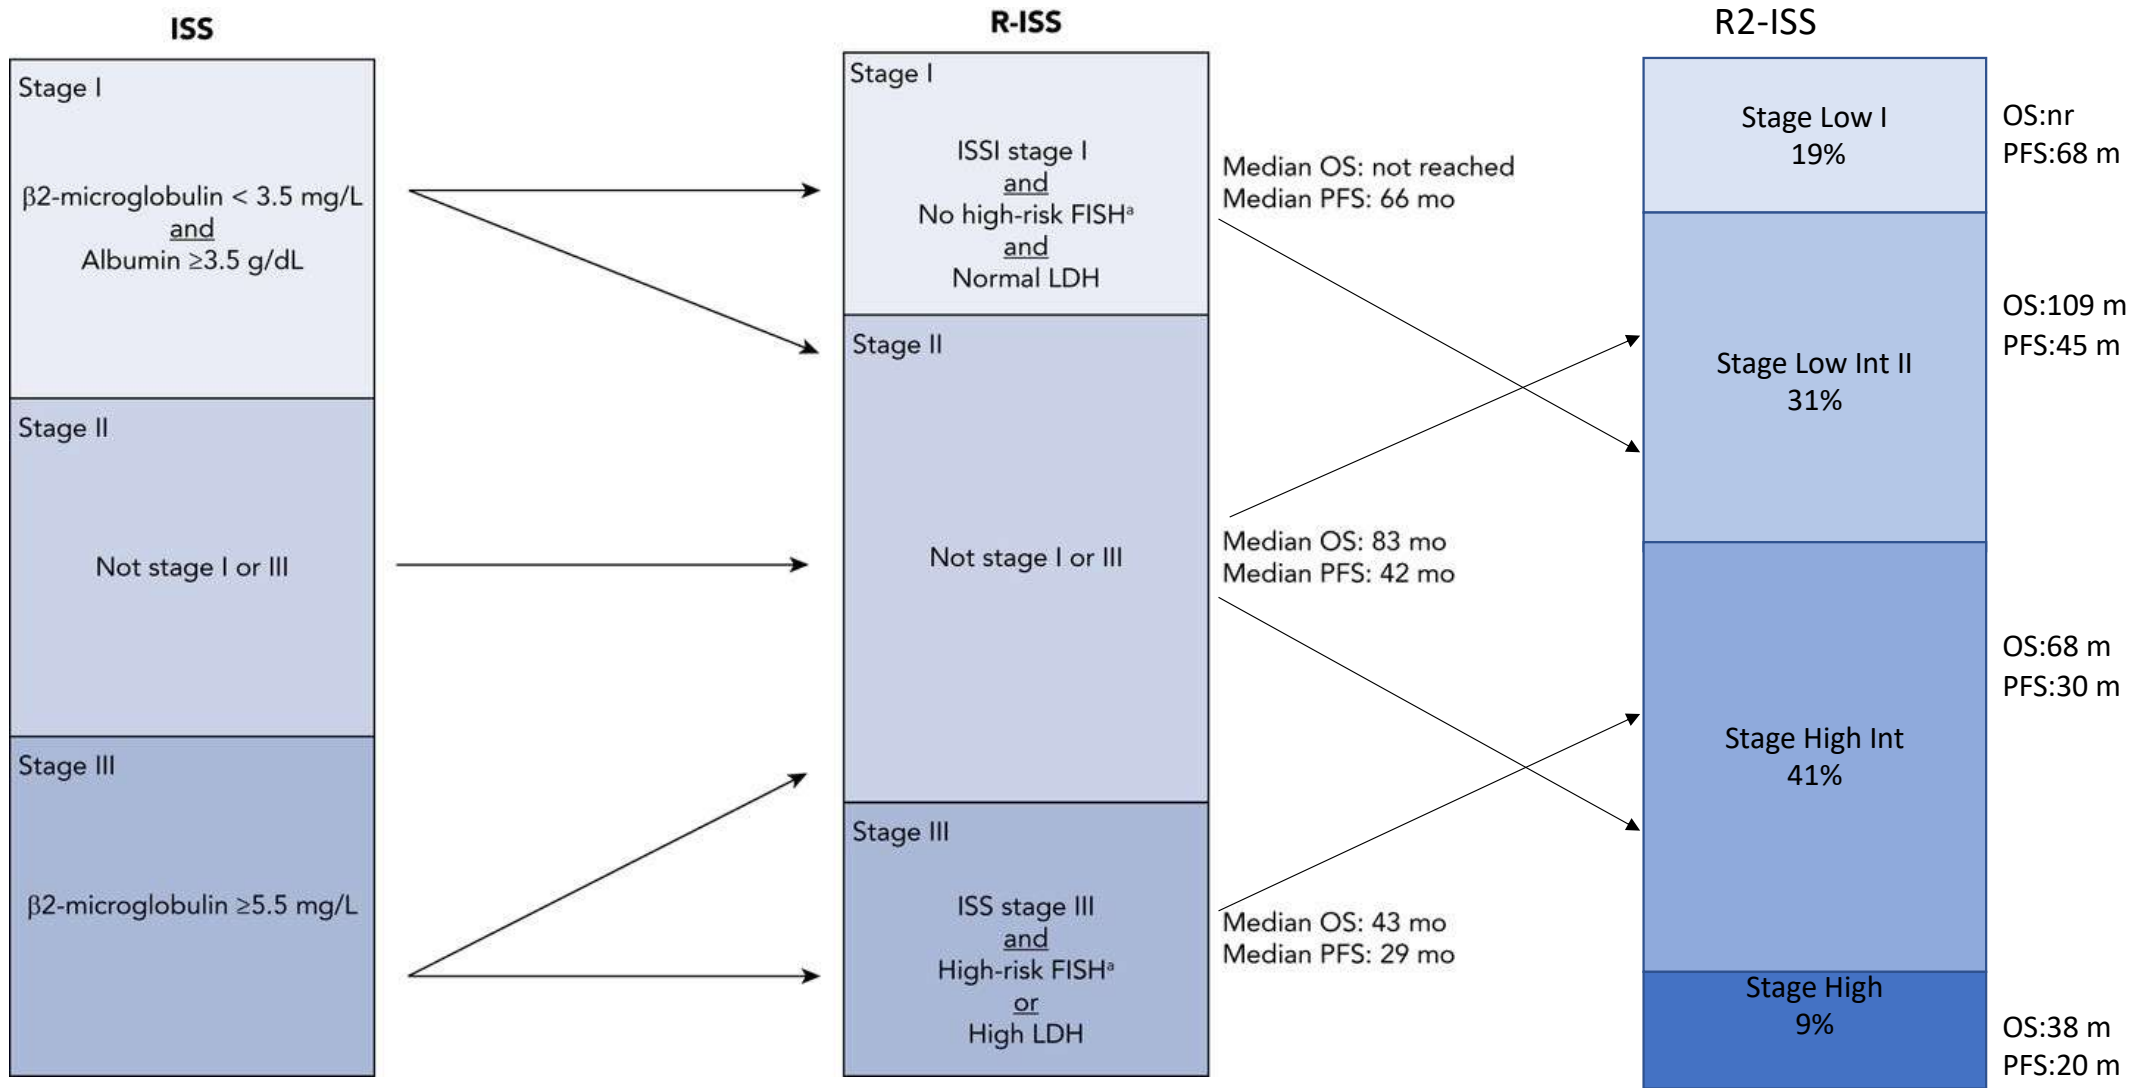 ISS
Stage I
β2-microglobulin < 3.5 mg/L
and
Albumin ≥3.5 g/dL
Stage II
Not stage I or III
Stage III
β2-microglobulin ≥5.5 mg/L
R-ISS
Stage I
ISSI stage I
and
No high-risk FISHᵃ
and
Normal LDH
Stage II
Not stage I or III
Stage III
ISS stage III
and
High-risk FISHᵃ
or
High LDH
Median OS: not reached
Median PFS: 66 mo
Median OS: 83 mo
Median PFS: 42 mo
Median OS: 43 mo
Median PFS: 29 mo
R2-ISS
Stage Low I
19%
OS:nr
PFS:68 m
Stage Low Int II
31%
OS:109 m
PFS:45 m
Stage High Int
41%
OS:68 m
PFS:30 m
Stage High
9%
OS:38 m
PFS:20 m